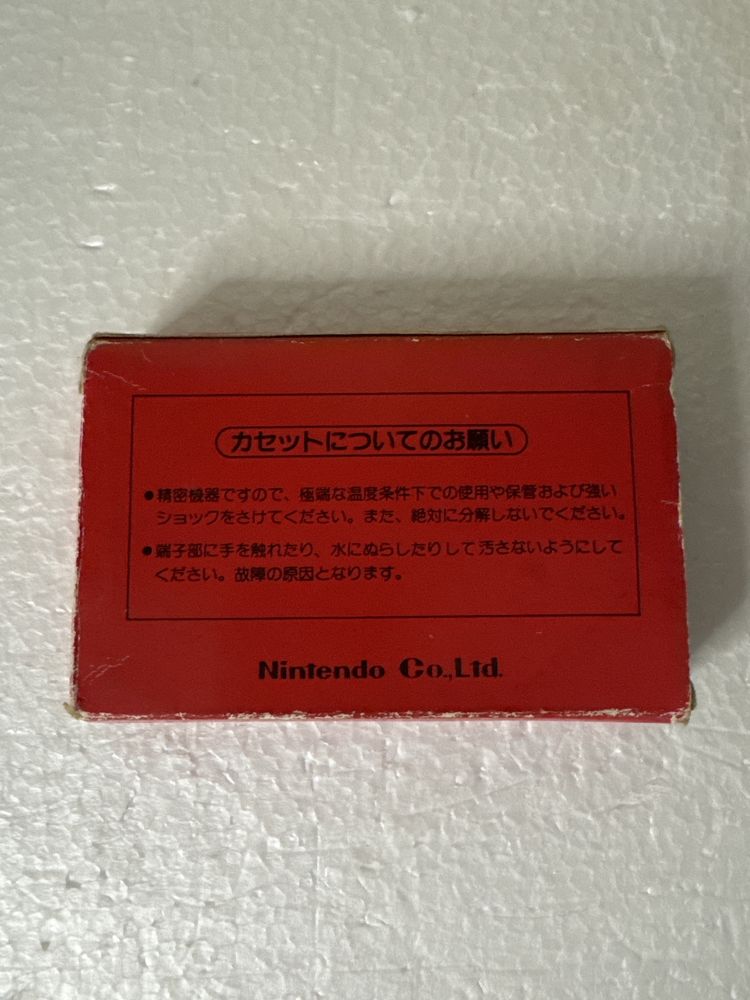 カセットについてのお願い
●精密機器ですので、極端な温度条件下での使用や保管および強い
ショックをさけてください。また、絶対に分解しないでください。
●端子部に手を触れたり、水にぬらしたりして汚さないようにして
ください。故障の原因となります。
Nintendo Co.,Ltd.